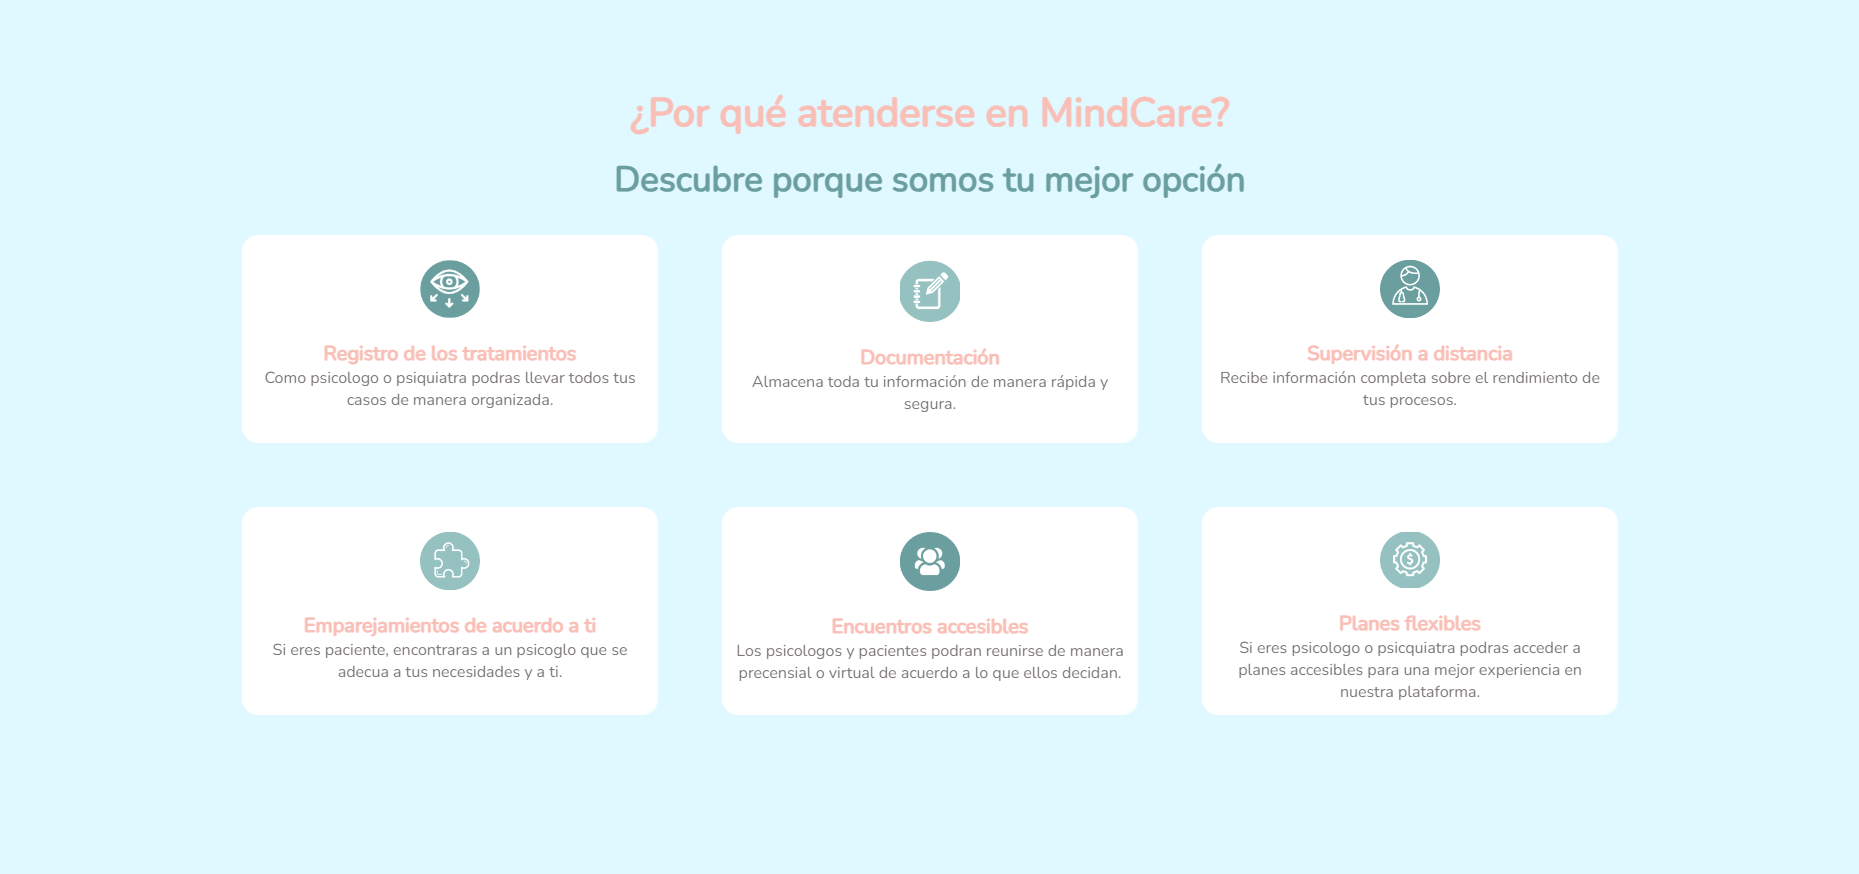 ¿Por qué atenderse en MindCare?
Descubre porque somos tu mejor opción
Registro de los tratamientos
Como psicologo o psiquiatra podras llevar todos tus
casos de manera organizada.
Documentación
Almacena toda tu información de manera rápida y
segura.
Supervisión a distancia
Recibe información completa sobre el rendimiento de
tus procesos.
Emparejamientos de acuerdo a ti
Si eres paciente, encontraras a un psicoglo que se
adecua a tus necesidades y a ti.
Encuentros accesibles
Los psicologos y pacientes podran reunirse de manera
precensial o virtual de acuerdo a lo que ellos decidan.
Planes flexibles
Si eres psicologo o psicquiatra podras acceder a
planes accesibles para una mejor experiencia en
nuestra plataforma.